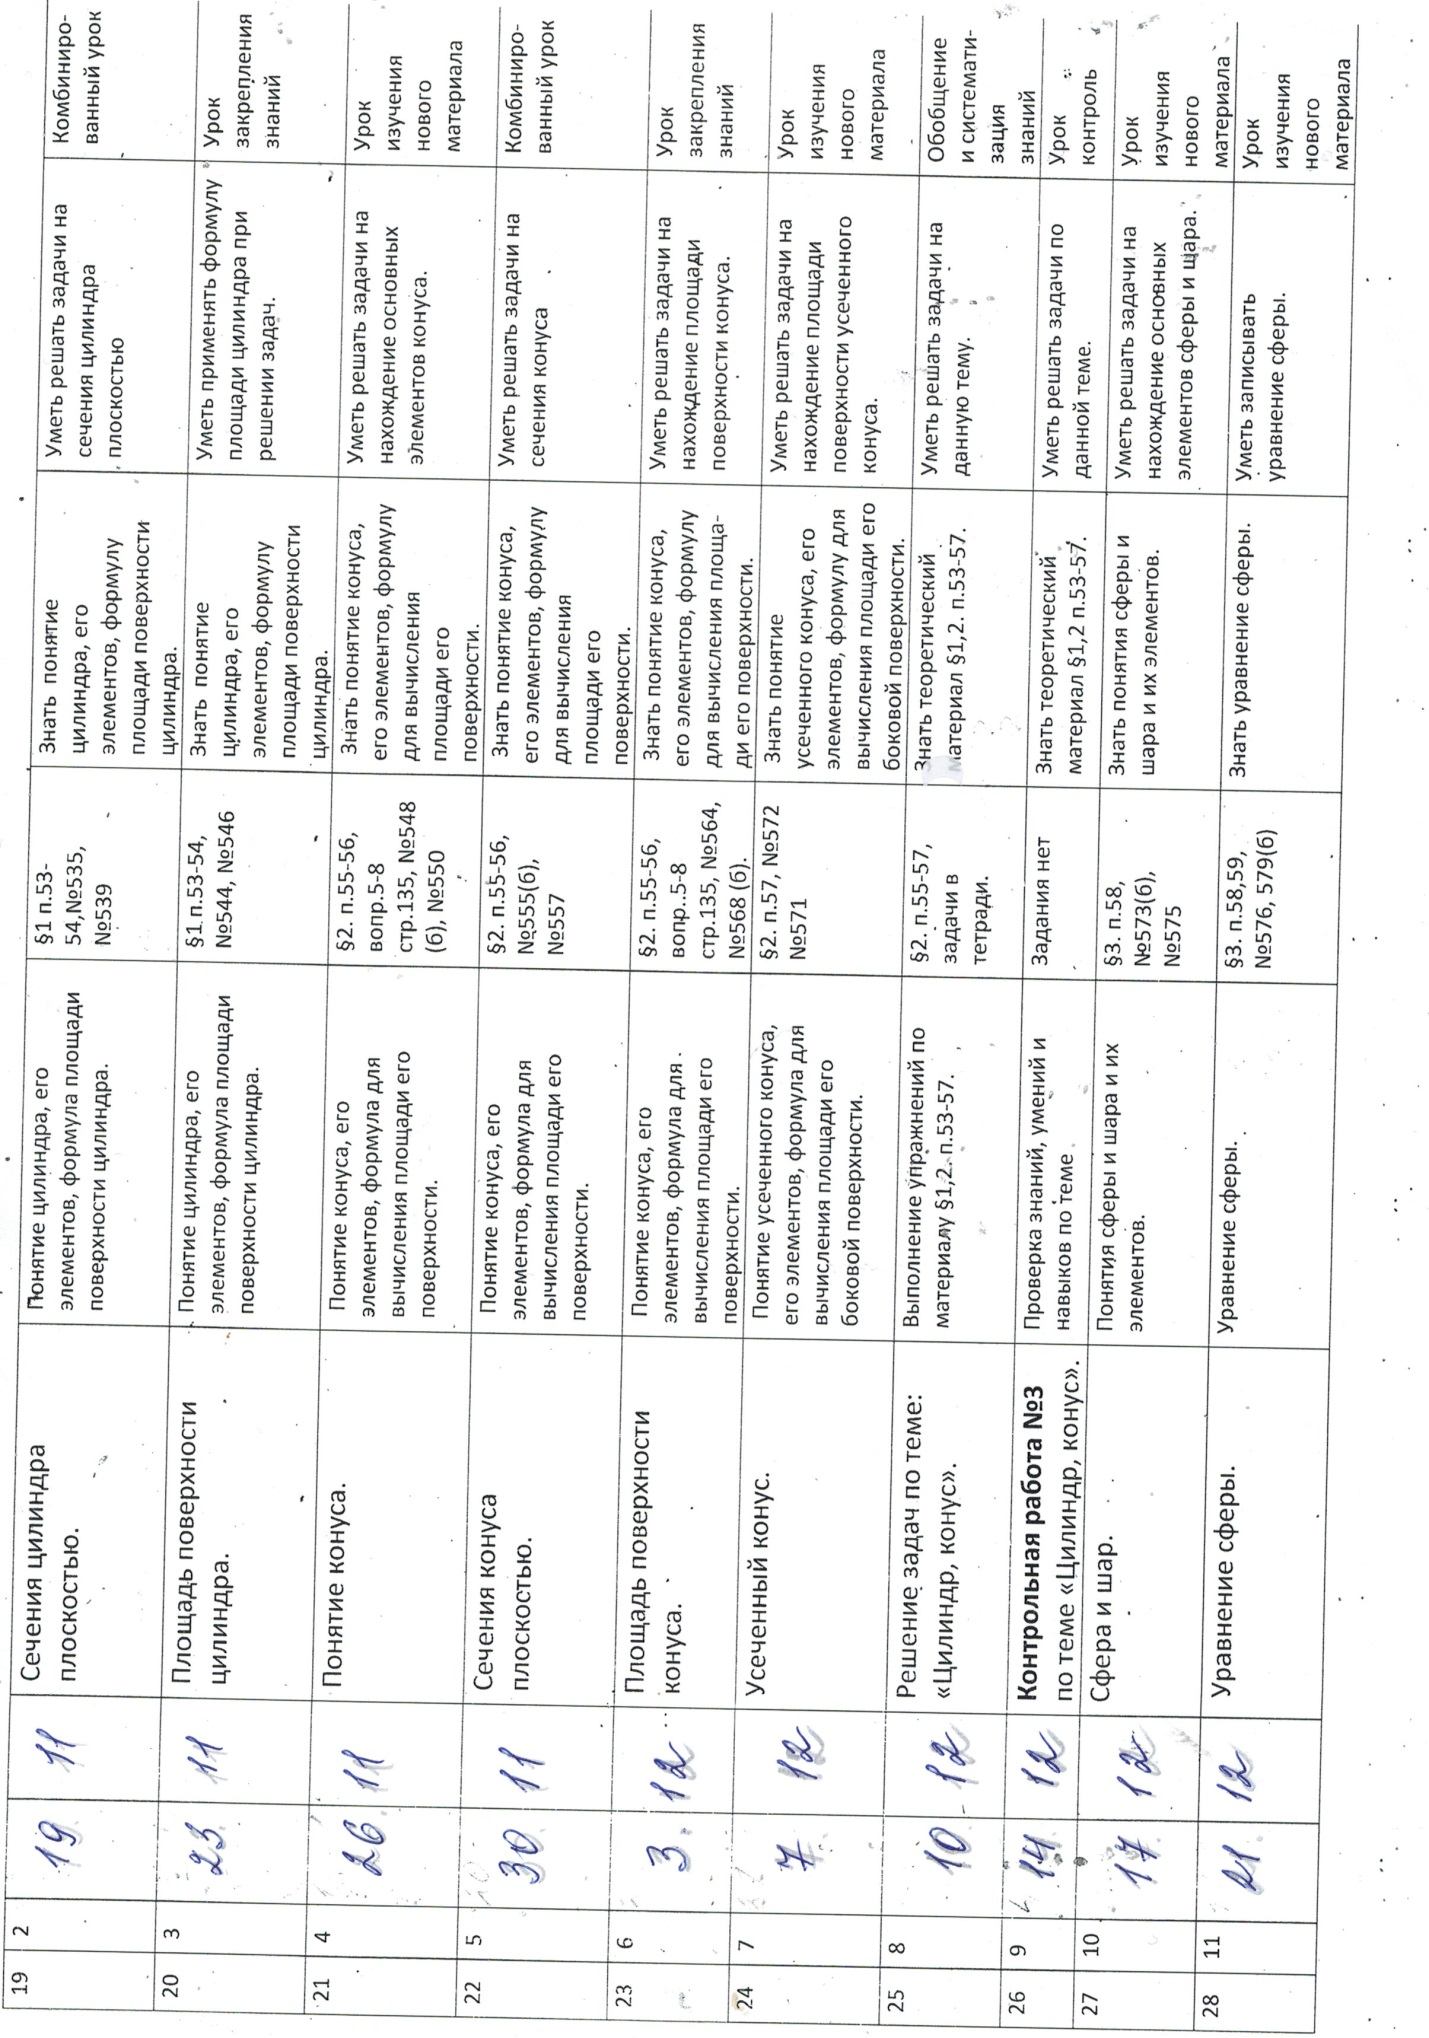 19
2
19
11
Сечения цилиндра
плоскостью.
Понятие цилиндра, его
элементов, формула площади
поверхности цилиндра.
§1 п.53-
54,№535,
№539
Знать понятие
цилиндра, его
элементов, формулу
площади поверхности
цилиндра.
Уметь решать задачи на
сечения цилиндра
плоскостью
Комбиниро-
ванный урок
20
3
23
11
Площадь поверхности
цилиндра.
Понятие цилиндра, его
элементов, формула площади
поверхности цилиндра.
§1 п.53-54,
№544, №546
Знать понятие
цилиндра, его
элементов, формулу
площади поверхности
цилиндра.
Уметь применять формулу
площади цилиндра при
решении задач.
Урок
закрепления
знаний
21
4
26
11
Понятие конуса.
Понятие конуса, его
элементов, формула для
вычисления площади его
поверхности.
§2. п.55-56,
вопр.5-8
стр.135, №548
(б), №550
Знать понятие конуса,
его элементов, формулу
для вычисления
площади его
поверхности.
Уметь решать задачи на
нахождение основных
элементов конуса.
Урок
изучения
нового
материала
22
5
30
11
Сечения конуса
плоскостью.
Понятие конуса, его
элементов, формула для
вычисления площади его
поверхности.
§2. п.55-56,
№555(б),
№557
Знать понятие конуса,
его элементов, формулу
для вычисления
площади его
поверхности.
Уметь решать задачи на
сечения конуса
Комбиниро-
ванный урок
23
6
3
12
Площадь поверхности
конуса.
Понятие конуса, его
элементов, формула для
вычисления площади его
поверхности.
§2. п.55-56,
вопр..5-8
стр.135, №564,
№568 (б).
Знать понятие конуса,
его элементов, формулу
для вычисления площа-
ди его поверхности.
Уметь решать задачи на
нахождение площади
поверхности конуса.
Урок
закрепления
знаний
24
7
7
12
Усеченный конус.
Понятие усеченного конуса,
его элементов, формула для
вычисления площади его
боковой поверхности.
§2. п.57, №572
№571
Знать понятие
усеченного конуса, его
элементов, формулу для
вычисления площади его
боковой поверхности.
Уметь решать задачи на
нахождение площади
поверхности усеченного
конуса.
Урок
изучения
нового
материала
25
8
10
12
Решение задач по теме:
«Цилиндр, конус».
Выполнение упражнений по
материалу §1,2. п.53-57.
§2. п.55-57,
задачи в
тетради.
Знать теоретический
материал §1,2. п.53-57.
Уметь решать задачи на
данную тему.
Обобщение
и системати-
зация
знаний
26
9
14
12
Контрольная работа №3
по теме «Цилиндр, конус».
Проверка знаний, умений и
навыков по теме
Задания нет
Знать теоретический
материал §1,2 п.53-57.
Уметь решать задачи по
данной теме.
Урок
контроль
27
10
17
12
Сфера и шар.
Понятия сферы и шара и их
элементов.
§3. п.58,
№573(б),
№575
Знать понятия сферы и
шара и их элементов.
Уметь решать задачи на
нахождение основных
элементов сферы и шара.
Урок
изучения
нового
материала
28
11
21
12
Уравнение сферы.
Уравнение сферы.
§3. п.58,59,
№576, 579(б)
Знать уравнение сферы.
Уметь записывать
уравнение сферы.
Урок
изучения
нового
материала